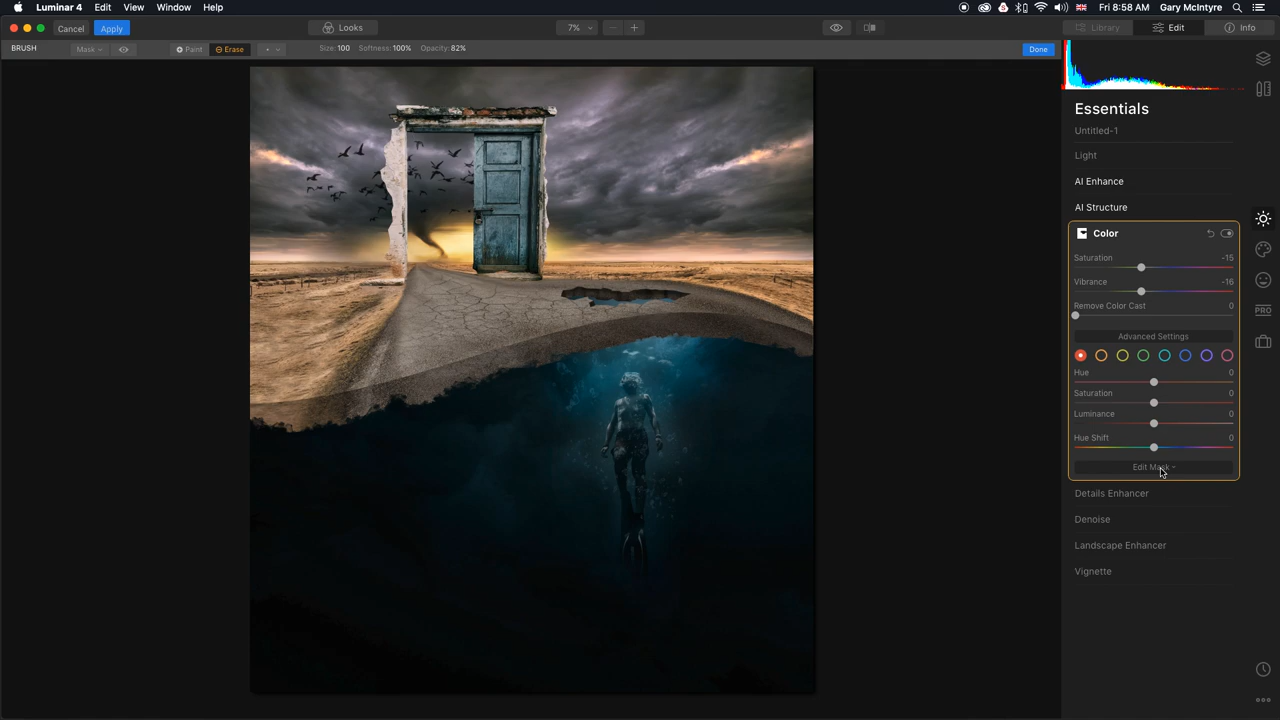 Luminar 4 Edit View Window Help Fri 8:58 AM Gary McIntyre
Cancel Apply Looks 7% Library Edit Info
BRUSH Mask Paint Erase Size:100 Softness:100% Opacity:82% Done
Essentials
Untitled-1
Light
AI Enhance
AI Structure
Color
Saturation -15
Vibrance -16
Remove Color Cast 0
Advanced Settings
Hue 0
Saturation 0
Luminance 0
Hue Shift 0
Edit Mask
Details Enhancer
Denoise
Landscape Enhancer
Vignette
PRO